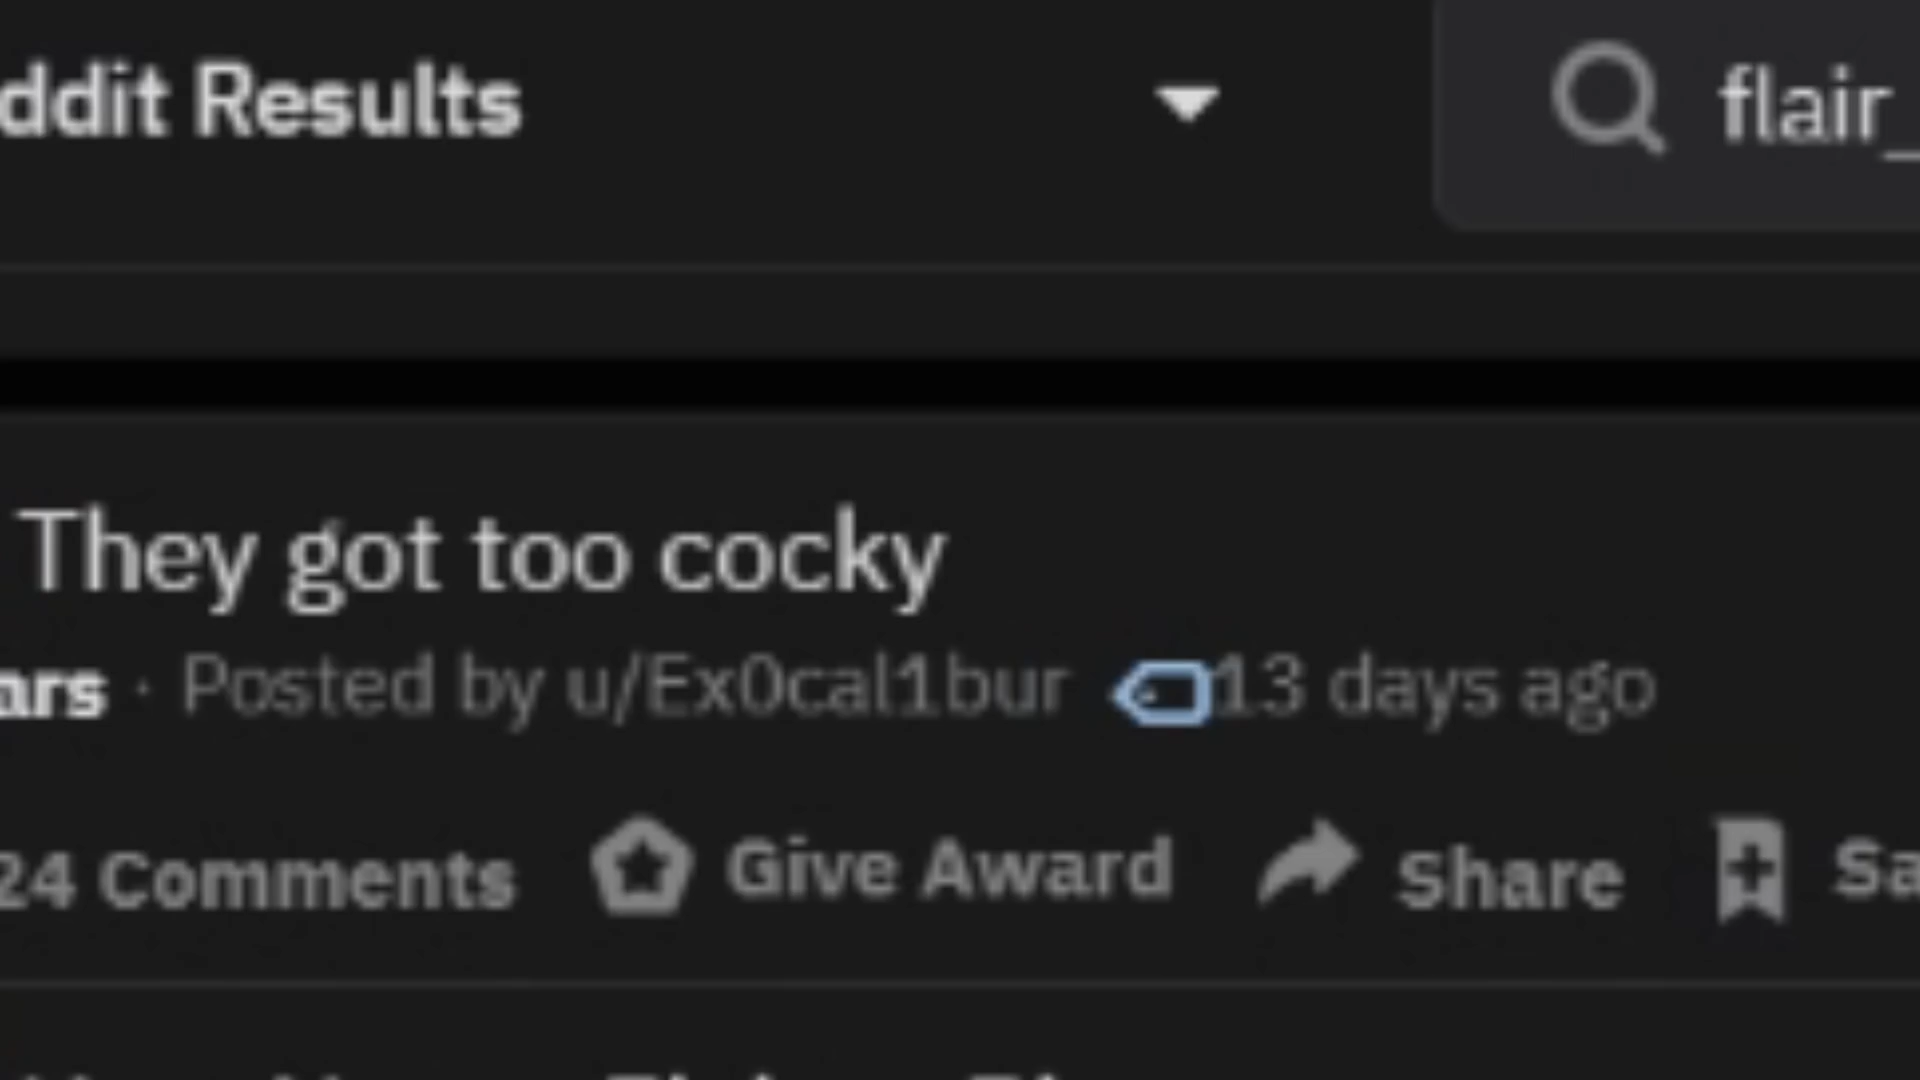 ddit Results flair_
They got too cocky
ars · Posted by u/Ex0cal1bur 13 days ago
24 Comments Give Award Share Sa